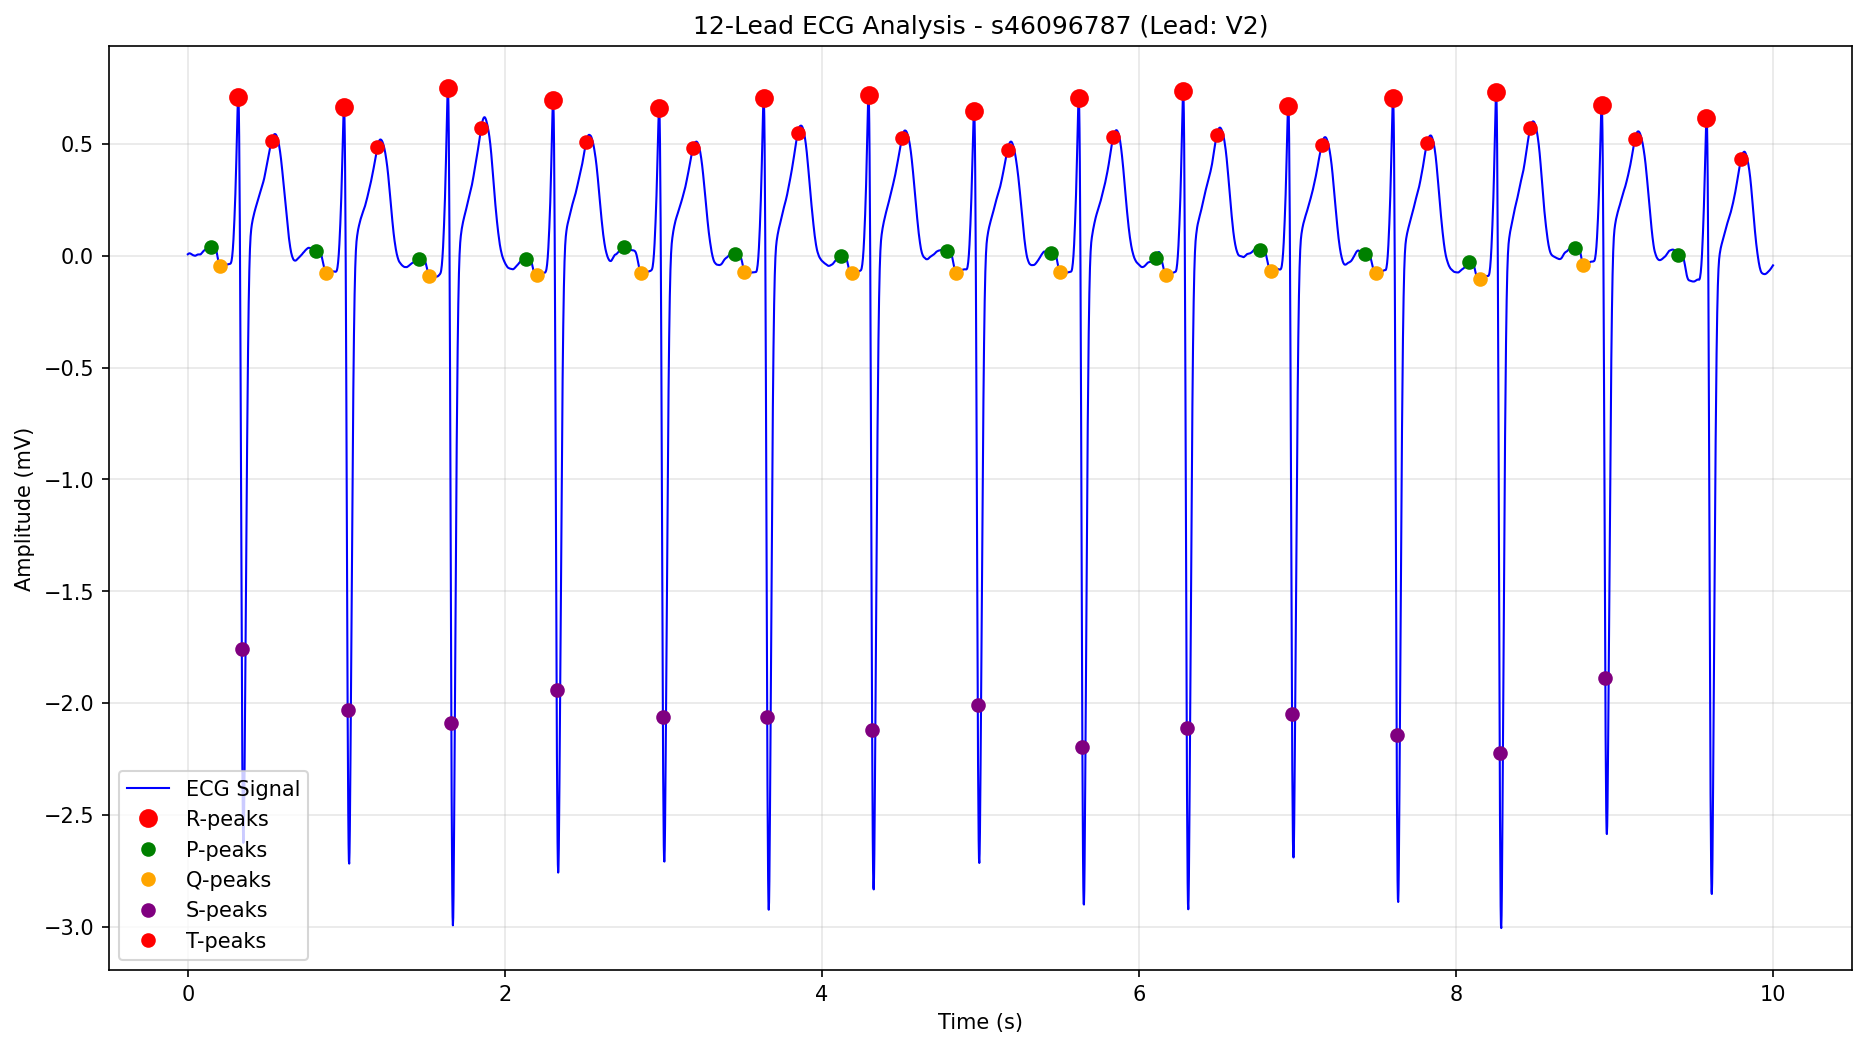 12-Lead ECG Analysis - s46096787 (Lead: V2)
Amplitude (mV)
0.5
0.0
−0.5
−1.0
−1.5
−2.0
−2.5
−3.0
ECG Signal
R-peaks
P-peaks
Q-peaks
S-peaks
T-peaks
0 2 4 6 8 10
Time (s)